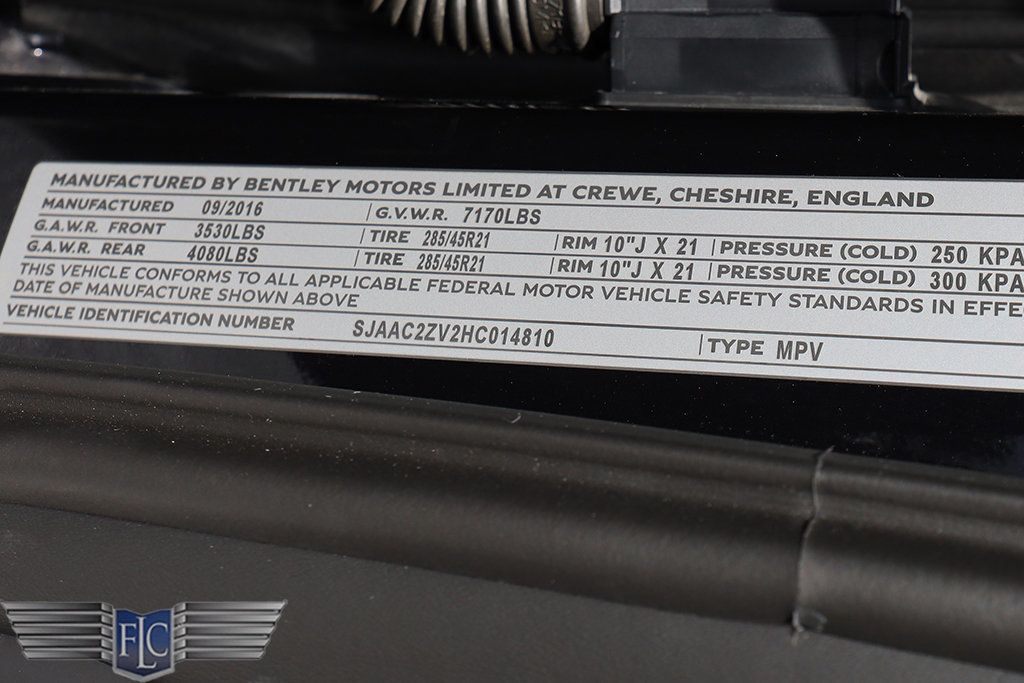 MANUFACTURED BY BENTLEY MOTORS LIMITED AT CREWE, CHESHIRE, ENGLAND
MANUFACTURED 09/2016 G.V.W.R. 7170LBS
G.A.W.R. FRONT 3530LBS TIRE 285/45R21 RIM 10"J X 21 PRESSURE (COLD) 250 KPA
G.A.W.R. REAR 4080LBS TIRE 285/45R21 RIM 10"J X 21 PRESSURE (COLD) 300 KPA
THIS VEHICLE CONFORMS TO ALL APPLICABLE FEDERAL MOTOR VEHICLE SAFETY STANDARDS IN EFFE
DATE OF MANUFACTURE SHOWN ABOVE
VEHICLE IDENTIFICATION NUMBER SJAAC2ZV2HC014810 TYPE MPV
FLC